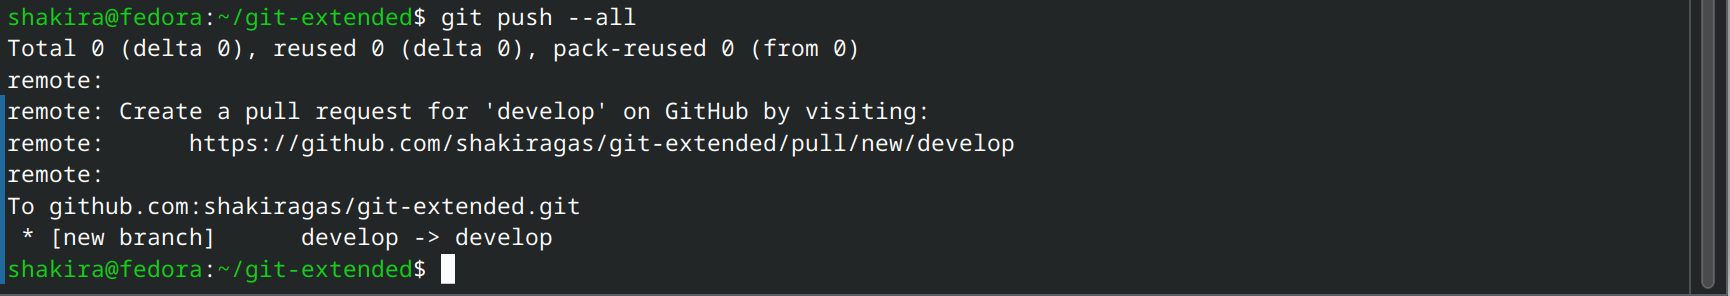 shakira@fedora:~/git-extended$ git push --all
Total 0 (delta 0), reused 0 (delta 0), pack-reused 0 (from 0)
remote:
remote: Create a pull request for 'develop' on GitHub by visiting:
remote:      https://github.com/shakiragas/git-extended/pull/new/develop
remote:
To github.com:shakiragas/git-extended.git
 * [new branch]      develop -> develop
shakira@fedora:~/git-extended$